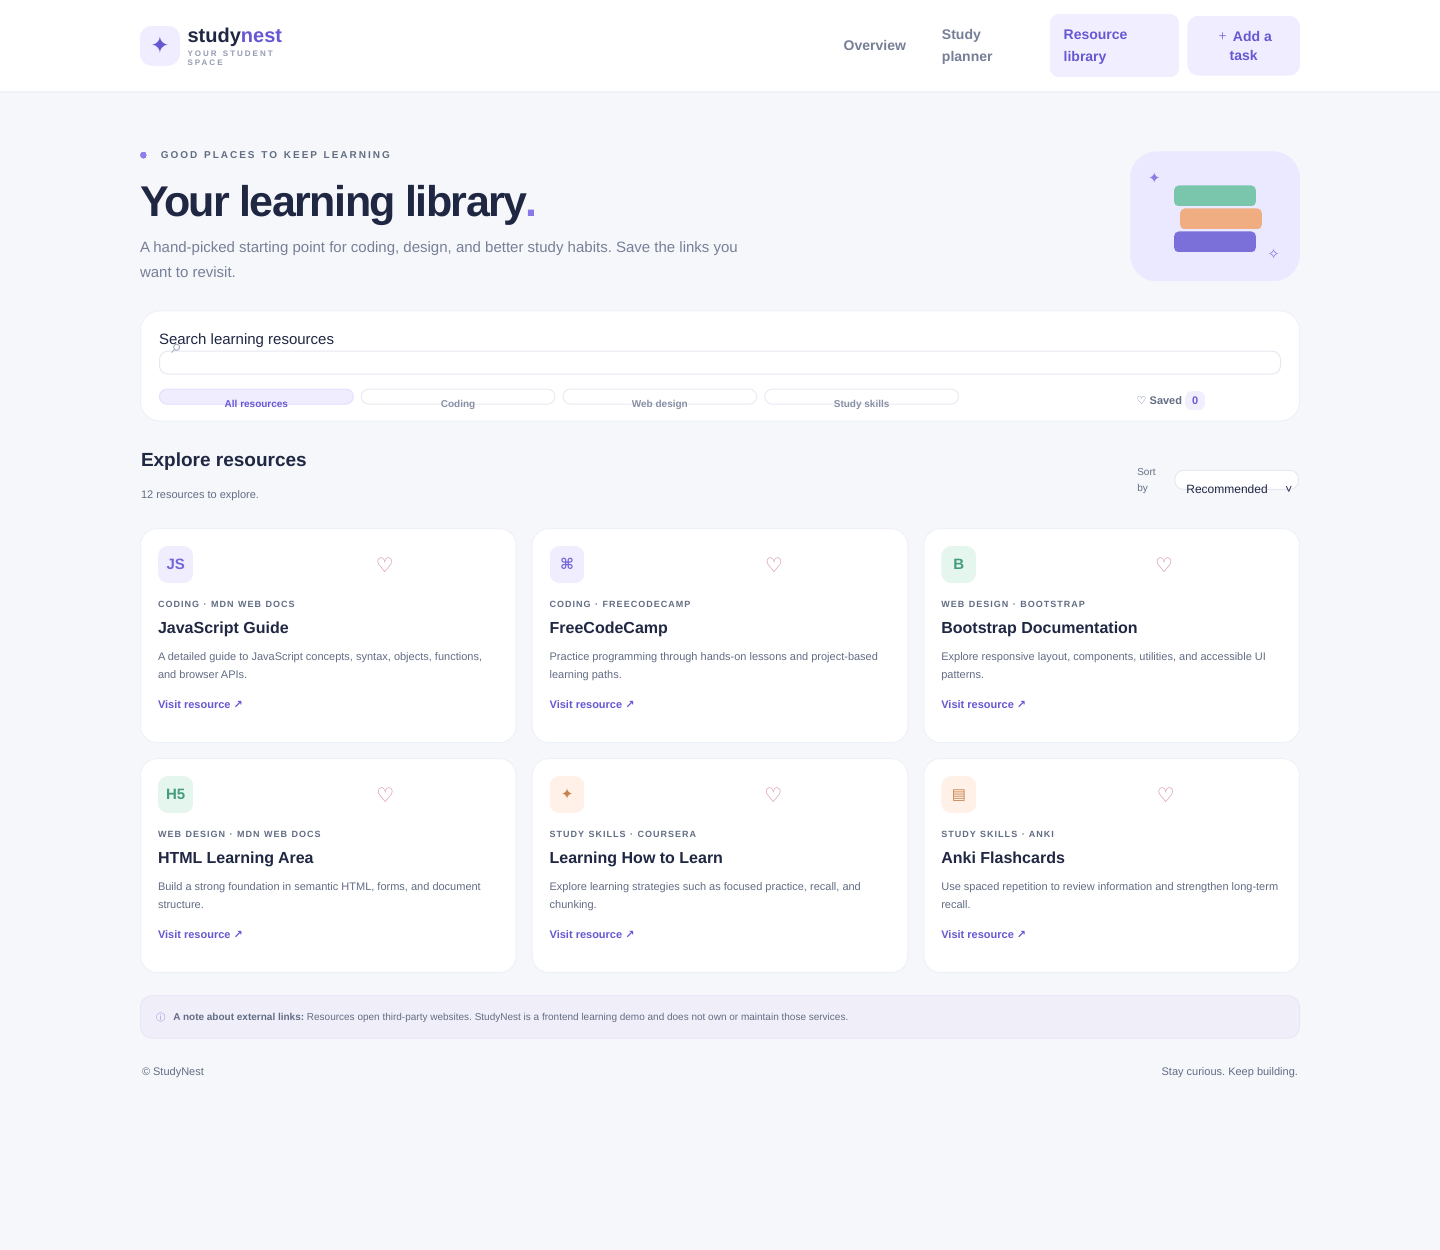 studynest
YOUR STUDENT
SPACE
Overview
Study
planner
Resource
library
+ Add a
task
GOOD PLACES TO KEEP LEARNING
Your learning library.
A hand-picked starting point for coding, design, and better study habits. Save the links you
want to revisit.
Search learning resources
All resources
Coding
Web design
Study skills
♡ Saved 0
Explore resources
12 resources to explore.
Sort
by
Recommended
JS
CODING · MDN WEB DOCS
JavaScript Guide
A detailed guide to JavaScript concepts, syntax, objects, functions,
and browser APIs.
Visit resource ↗
⌘
CODING · FREECODECAMP
FreeCodeCamp
Practice programming through hands-on lessons and project-based
learning paths.
Visit resource ↗
B
WEB DESIGN · BOOTSTRAP
Bootstrap Documentation
Explore responsive layout, components, utilities, and accessible UI
patterns.
Visit resource ↗
H5
WEB DESIGN · MDN WEB DOCS
HTML Learning Area
Build a strong foundation in semantic HTML, forms, and document
structure.
Visit resource ↗
STUDY SKILLS · COURSERA
Learning How to Learn
Explore learning strategies such as focused practice, recall, and
chunking.
Visit resource ↗
STUDY SKILLS · ANKI
Anki Flashcards
Use spaced repetition to review information and strengthen long-term
recall.
Visit resource ↗
ⓘ A note about external links: Resources open third-party websites. StudyNest is a frontend learning demo and does not own or maintain those services.
© StudyNest
Stay curious. Keep building.